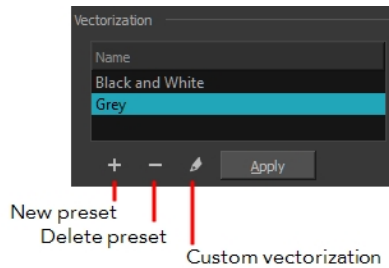 Vectorization
Name
Black and White
Grey
Apply
New preset
Delete preset
Custom vectorization